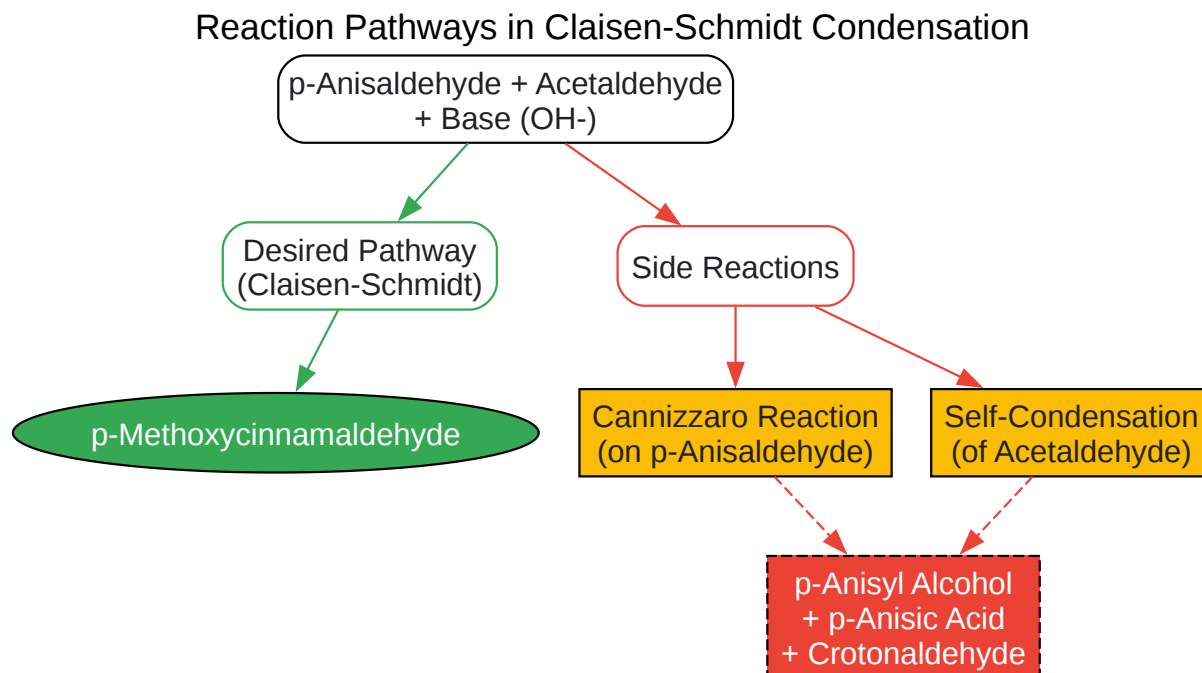 Reaction Pathways in Claisen-Schmidt Condensation
p-Anisaldehyde + Acetaldehyde
+ Base (OH-)
Desired Pathway
(Claisen-Schmidt)
Side Reactions
p-Methoxycinnamaldehyde
Cannizzaro Reaction
(on p-Anisaldehyde)
Self-Condensation
(of Acetaldehyde)
p-Anisyl Alcohol
+ p-Anisic Acid
+ Crotonaldehyde